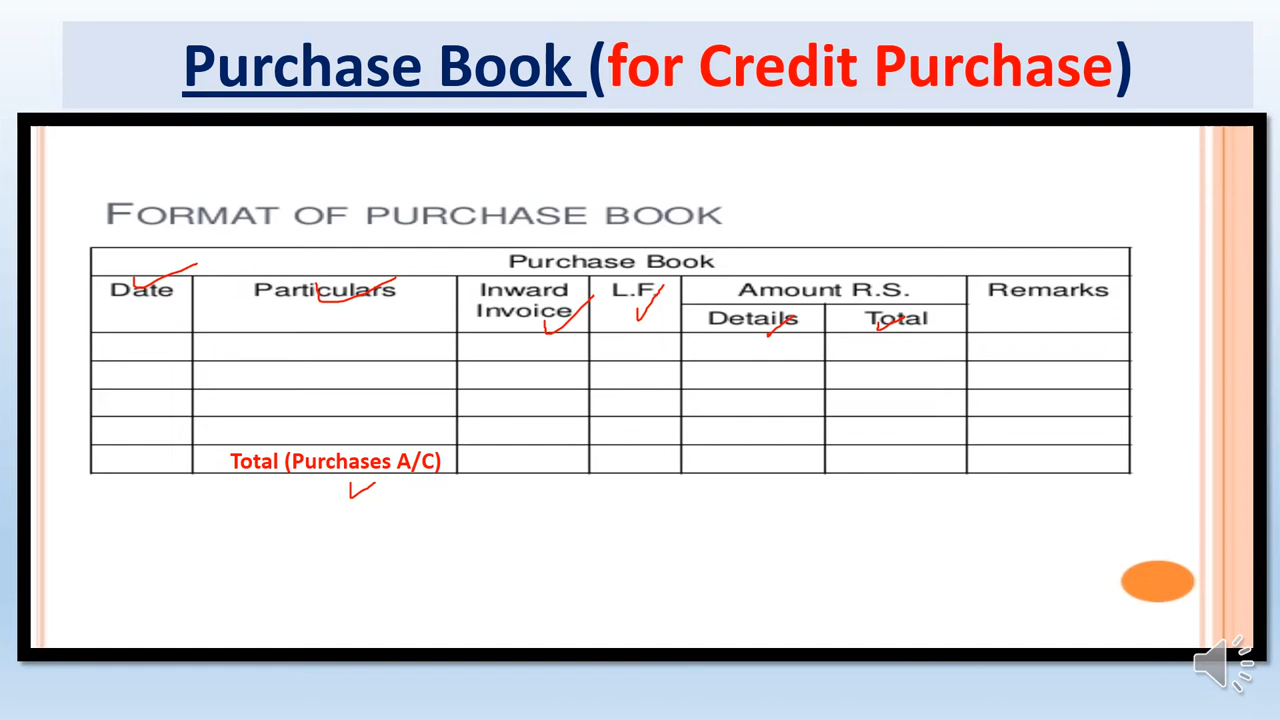 Purchase Book (for Credit Purchase)
FORMAT OF PURCHASE BOOK
Purchase Book
Date Particulars Inward Invoice L.F. Amount R.S. Remarks
Details Total
Total (Purchases A/C)